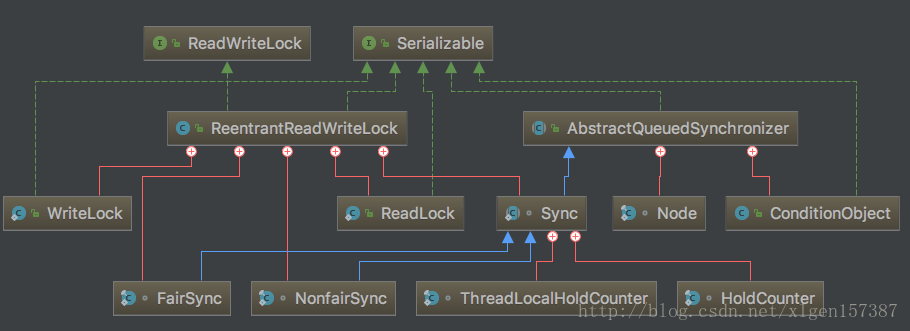 ReadWriteLock
Serializable
ReentrantReadWriteLock
AbstractQueuedSynchronizer
WriteLock
ReadLock
Sync
Node
ConditionObject
FairSync
NonfairSync
ThreadLocalHoldCounter
HoldCounter
http://blog.csdn.net/xlgen157387